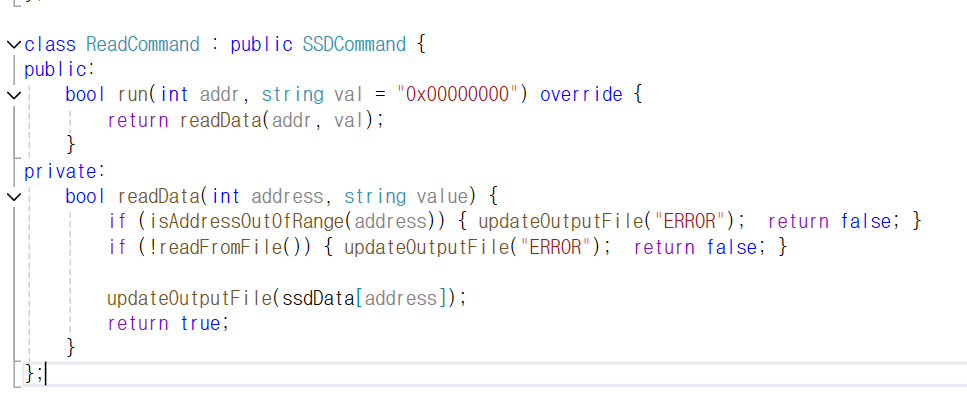 class ReadCommand : public SSDCommand {
public:
    bool run(int addr, string val = "0x00000000") override {
        return readData(addr, val);
    }
private:
    bool readData(int address, string value) {
        if (isAddressOutOfRange(address)) { updateOutputFile("ERROR");  return false; }
        if (!readFromFile()) { updateOutputFile("ERROR");  return false; }

        updateOutputFile(ssdData[address]);
        return true;
    }
};